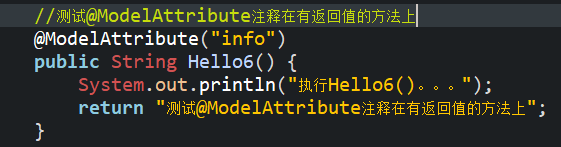 //测试@ModelAttribute注释在有返回值的方法上
@ModelAttribute("info")
public String Hello6() {
System.out.println("执行Hello6()。。。");
return "测试@ModelAttribute注释在有返回值的方法上";
}